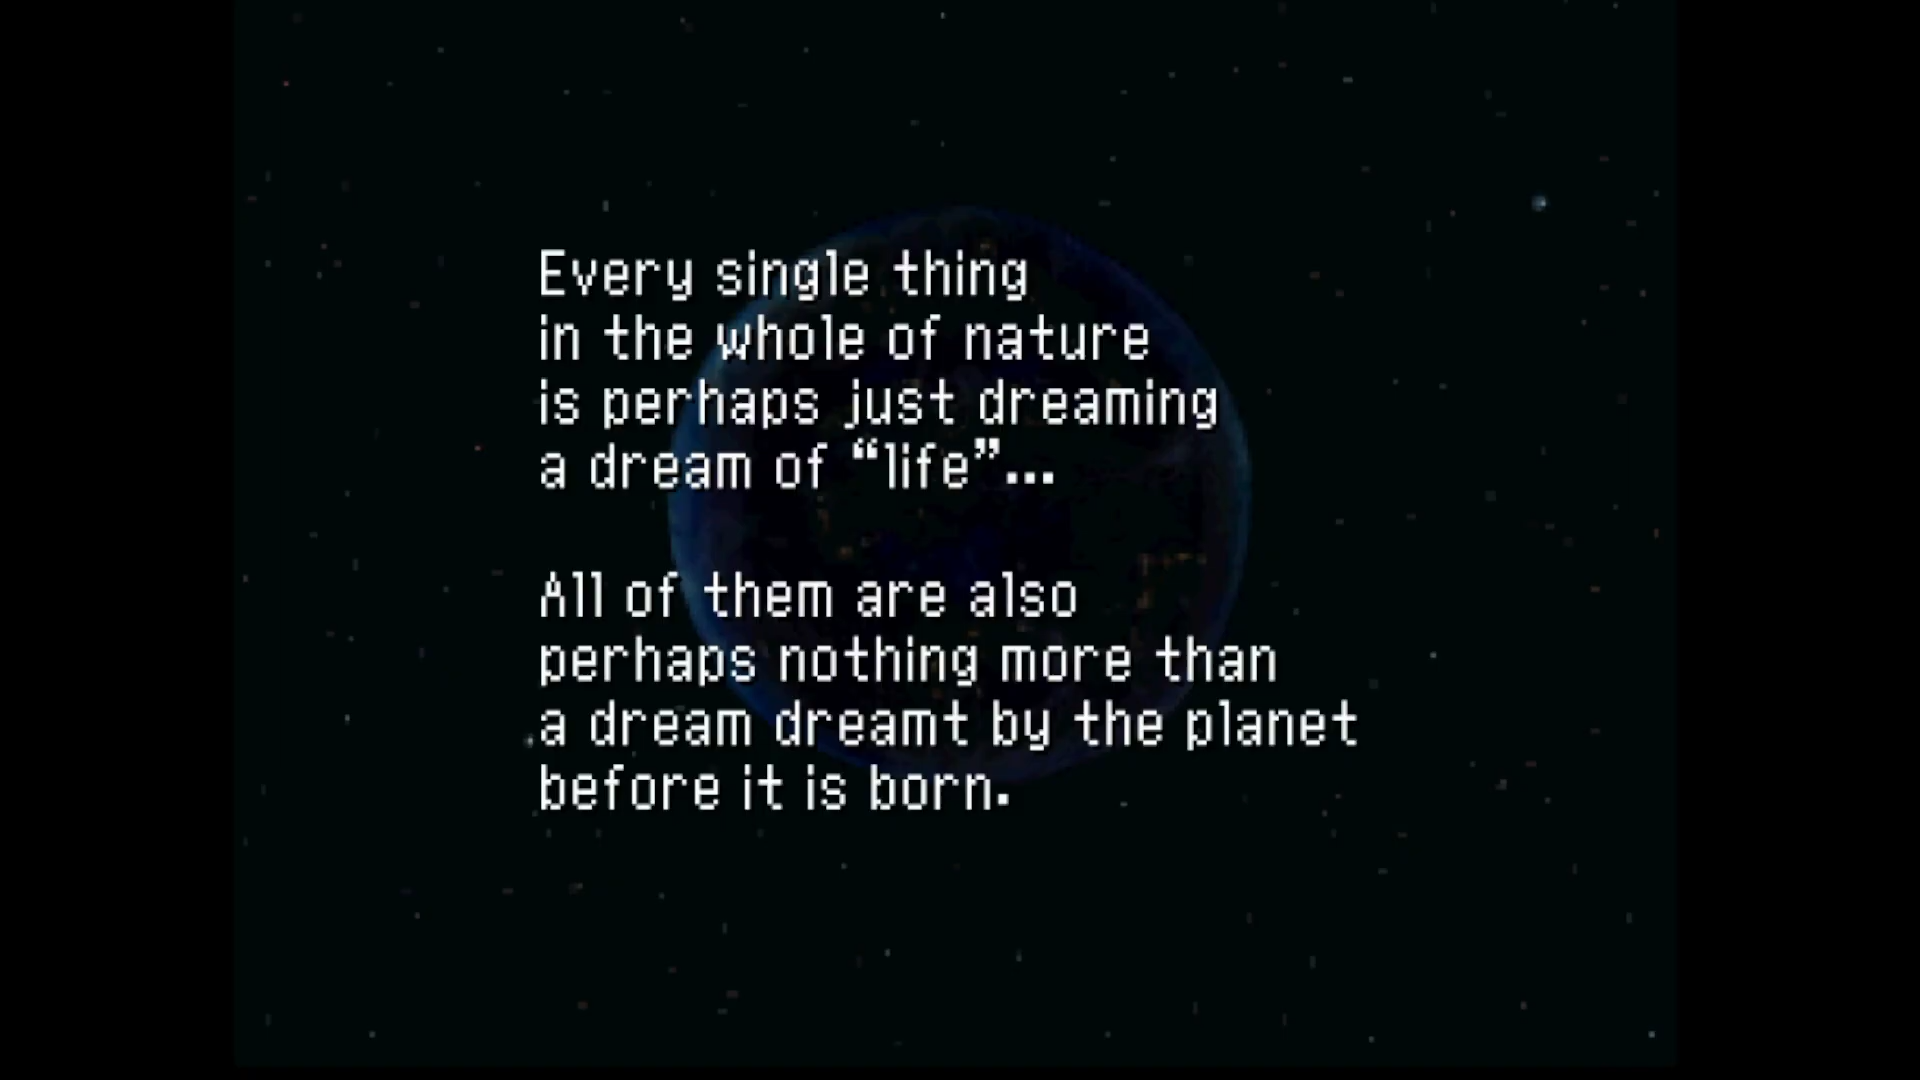 Every single thing
in the whole of nature
is perhaps just dreaming
a dream of “life”...
All of them are also
perhaps nothing more than
a dream dreamt by the planet
before it is born.